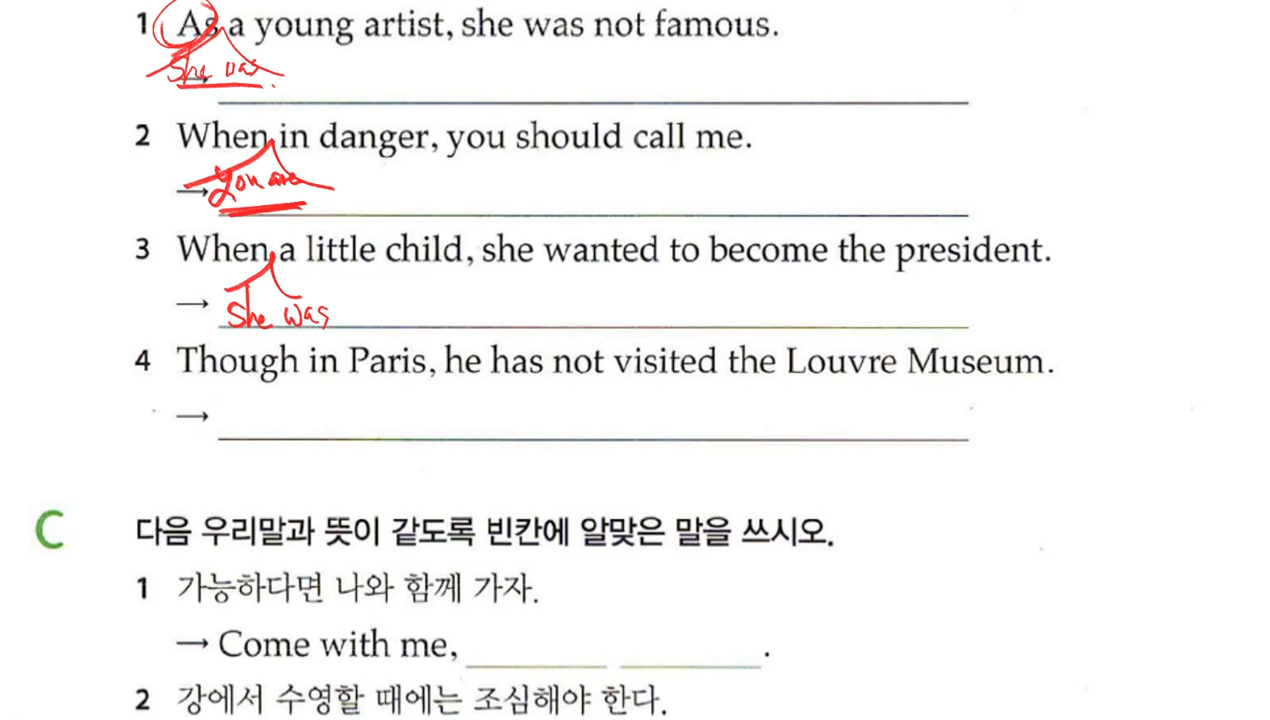 1 As a young artist, she was not famous.
→ She was
2 When in danger, you should call me.
→ you are
3 When a little child, she wanted to become the president.
→ She was
4 Though in Paris, he has not visited the Louvre Museum.
→
C 다음 우리말과 뜻이 같도록 빈칸에 알맞은 말을 쓰시오.
1 가능하다면 나와 함께 가자.
→ Come with me, ________ ________.
2 강에서 수영할 때에는 조심해야 한다.